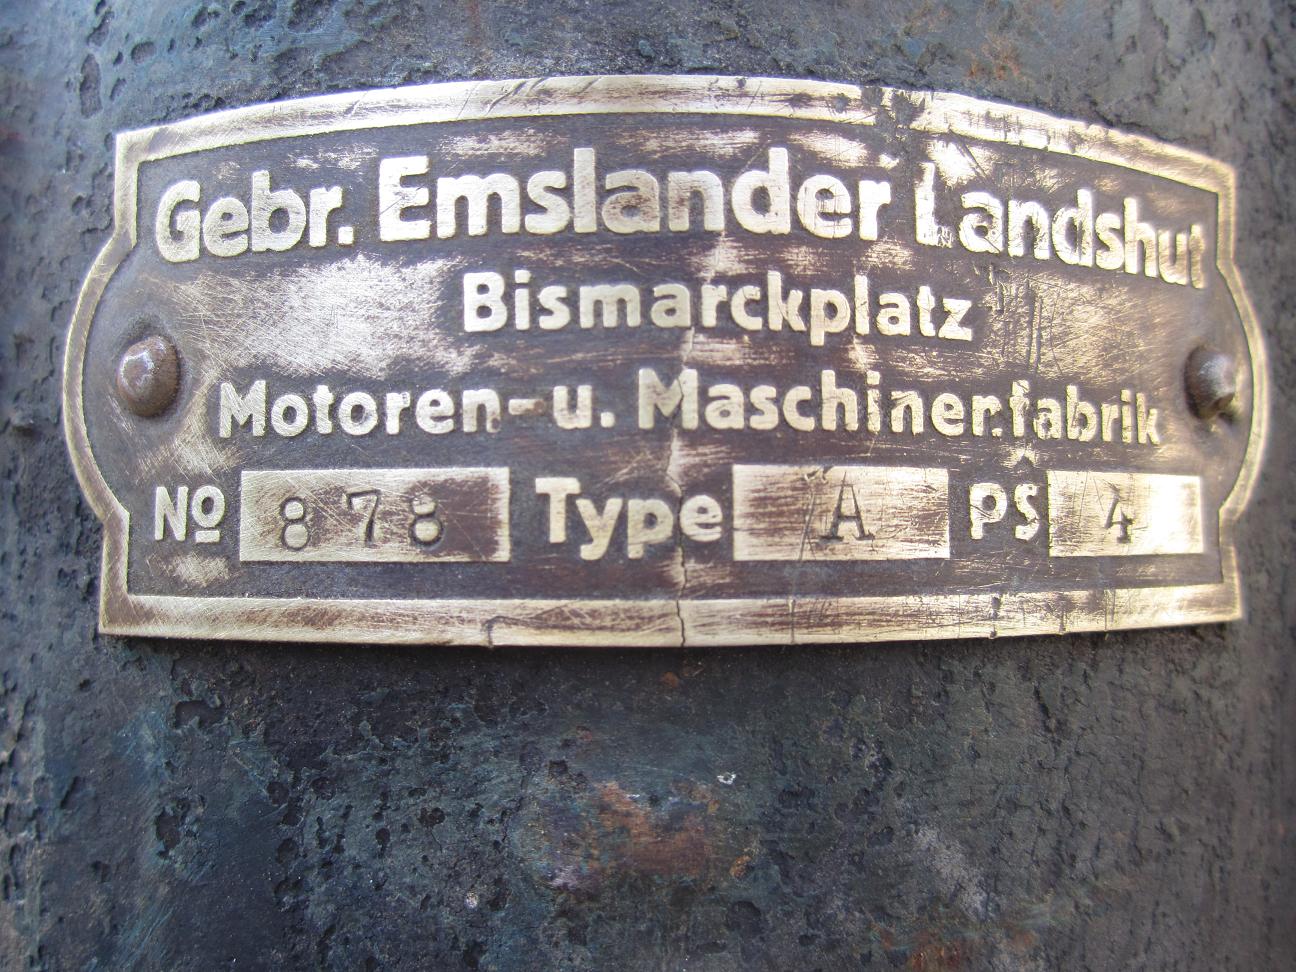 Gebr. Emslander Landshut
Bismarckplatz
Motoren- u. Maschinenfabrik
No 878 Type A PS 4